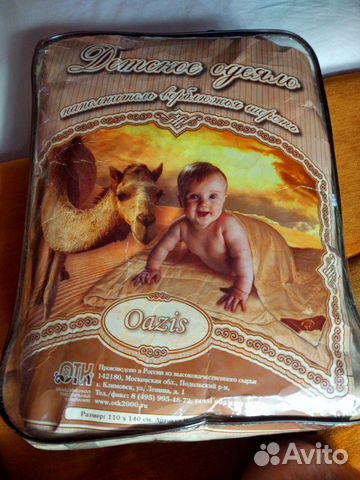 Детское одеяло
наполнитель верблюжья шерсть
Oazis
ОТК
Произведено в России из высококачественного сырья
142180, Московская обл., Подольский р-н,
г. Климовск, ул. Ленина, д. 1
Тел./факс: 8 (495) 995-48-72,
www.otk2000.ru
Размер: 110 х 140 см.
Avito